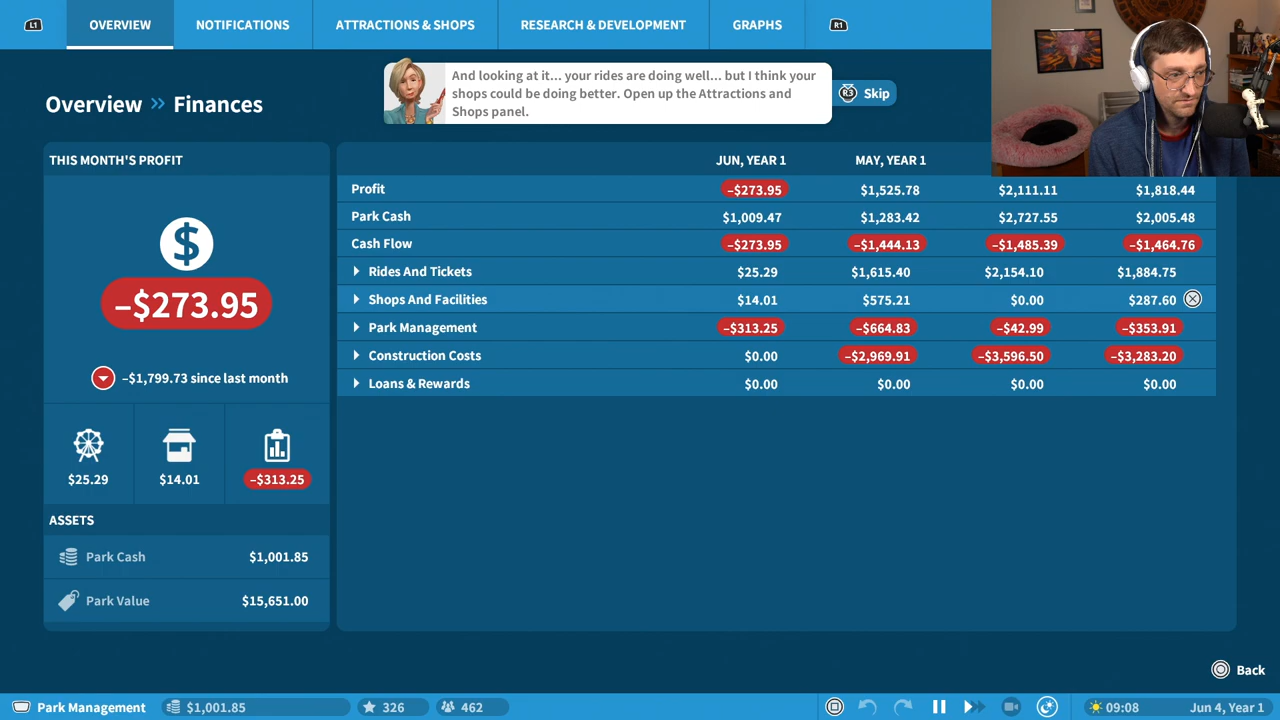 L1 OVERVIEW NOTIFICATIONS ATTRACTIONS & SHOPS RESEARCH & DEVELOPMENT GRAPHS R1
And looking at it... your rides are doing well... but I think your
shops could be doing better. Open up the Attractions and
Shops panel.
R3 Skip
Overview » Finances
THIS MONTH'S PROFIT
$
–$273.95
–$1,799.73 since last month
$25.29 $14.01 –$313.25
ASSETS
Park Cash $1,001.85
Park Value $15,651.00
JUN, YEAR 1 MAY, YEAR 1
Profit –$273.95 $1,525.78 $2,111.11 $1,818.44
Park Cash $1,009.47 $1,283.42 $2,727.55 $2,005.48
Cash Flow –$273.95 –$1,444.13 –$1,485.39 –$1,464.76
Rides And Tickets $25.29 $1,615.40 $2,154.10 $1,884.75
Shops And Facilities $14.01 $575.21 $0.00 $287.60
Park Management –$313.25 –$664.83 –$42.99 –$353.91
Construction Costs $0.00 –$2,969.91 –$3,596.50 –$3,283.20
Loans & Rewards $0.00 $0.00 $0.00 $0.00
Back
Park Management $1,001.85 326 462 09:08 Jun 4, Year 1